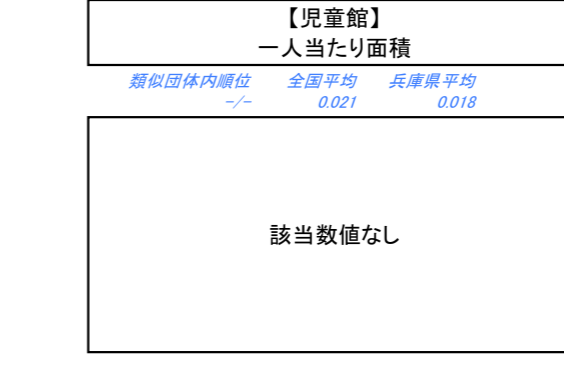 【児童館】
一人当たり面積
類似団体内順位 全国平均 兵庫県平均
-/- 0.021 0.018
該当数値なし